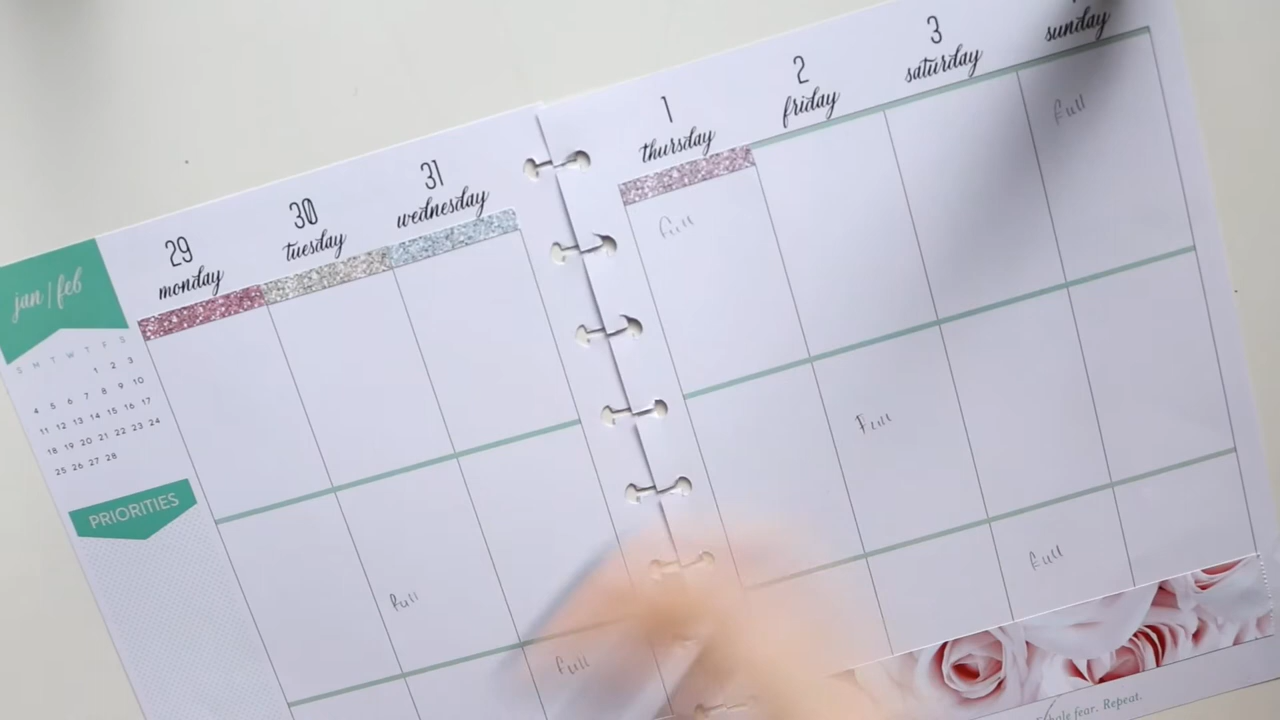 jan/feb
S M T W T F S
1 2 3
4 5 6 7 8 9 10
11 12 13 14 15 16 17
18 19 20 21 22 23 24
25 26 27 28
PRIORITIES
29
monday
30
tuesday
31
wednesday
1
thursday
2
friday
3
saturday
sunday
full
full
full
full
full
full
fear. Repeat.